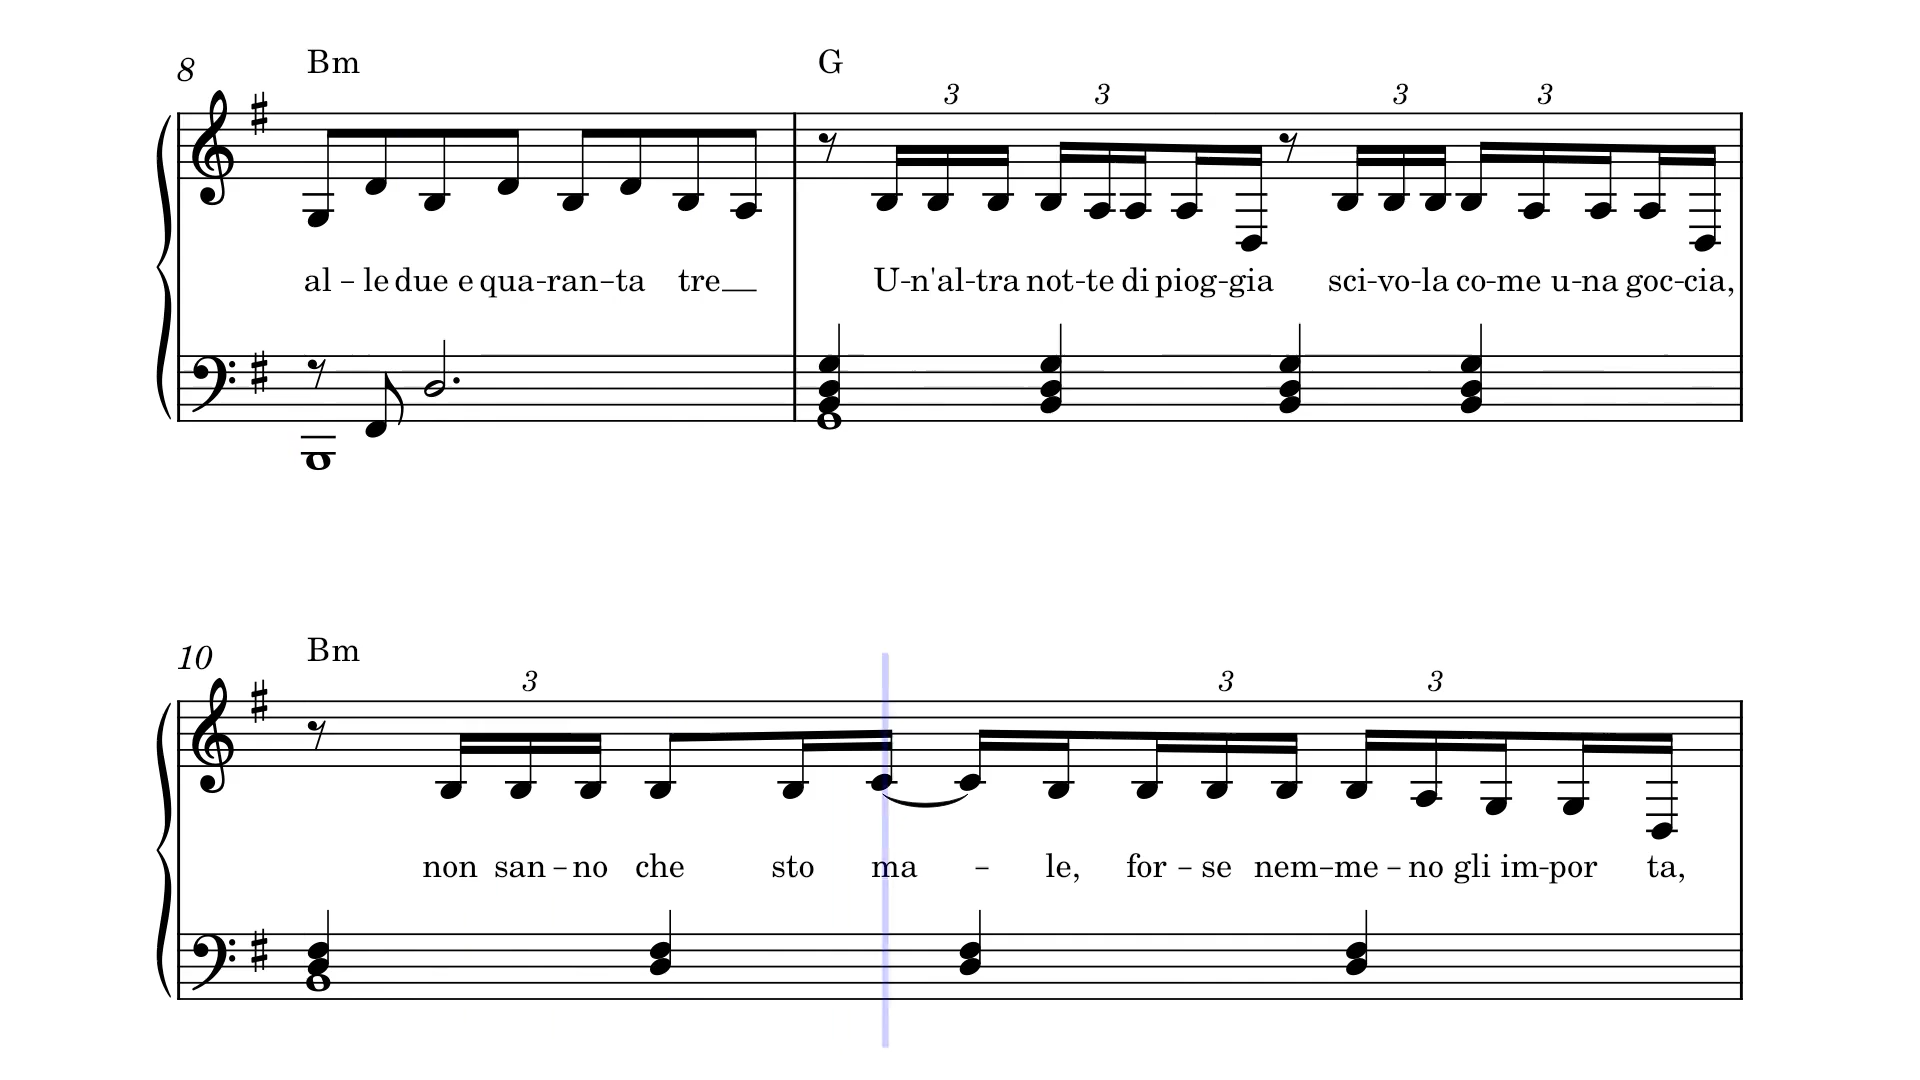 8 Bm G
3 3 3 3
al – le due e qua-ran-ta tre__ U-n'al-tra not-te di piog-gia sci-vo-la co-me u-na goc-cia,
10 Bm
3 3 3
non san – no che sto ma – le, for – se nem-me – no gli im-por ta,